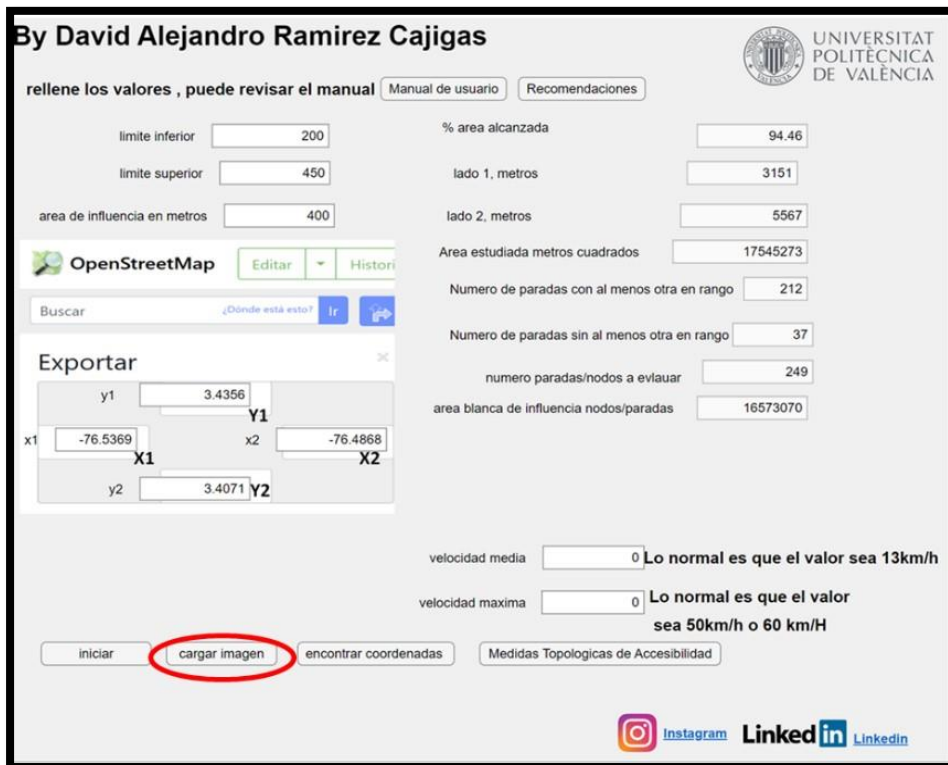 By David Alejandro Ramirez Cajigas
UNIVERSITAT
POLITÈCNICA
DE VALÈNCIA
rellene los valores , puede revisar el manual Manual de usuario Recomendaciones
limite inferior 200
limite superior 450
area de influencia en metros 400
% area alcanzada 94.46
lado 1, metros 3151
lado 2, metros 5567
Area estudiada metros cuadrados 17545273
Numero de paradas con al menos otra en rango 212
Numero de paradas sin al menos otra en rango 37
numero paradas/nodos a evlauar 249
area blanca de influencia nodos/paradas 16573070
OpenStreetMap Editar Histori
Buscar ¿Dónde está esto? Ir
Exportar
y1 3.4356
Y1
x1 -76.5369 x2 -76.4868
X1 X2
y2 3.4071 Y2
velocidad media 0 Lo normal es que el valor sea 13km/h
velocidad maxima 0 Lo normal es que el valor
sea 50km/h o 60 km/H
iniciar cargar imagen encontrar coordenadas Medidas Topologicas de Accesibilidad
Instagram Linked in Linkedin